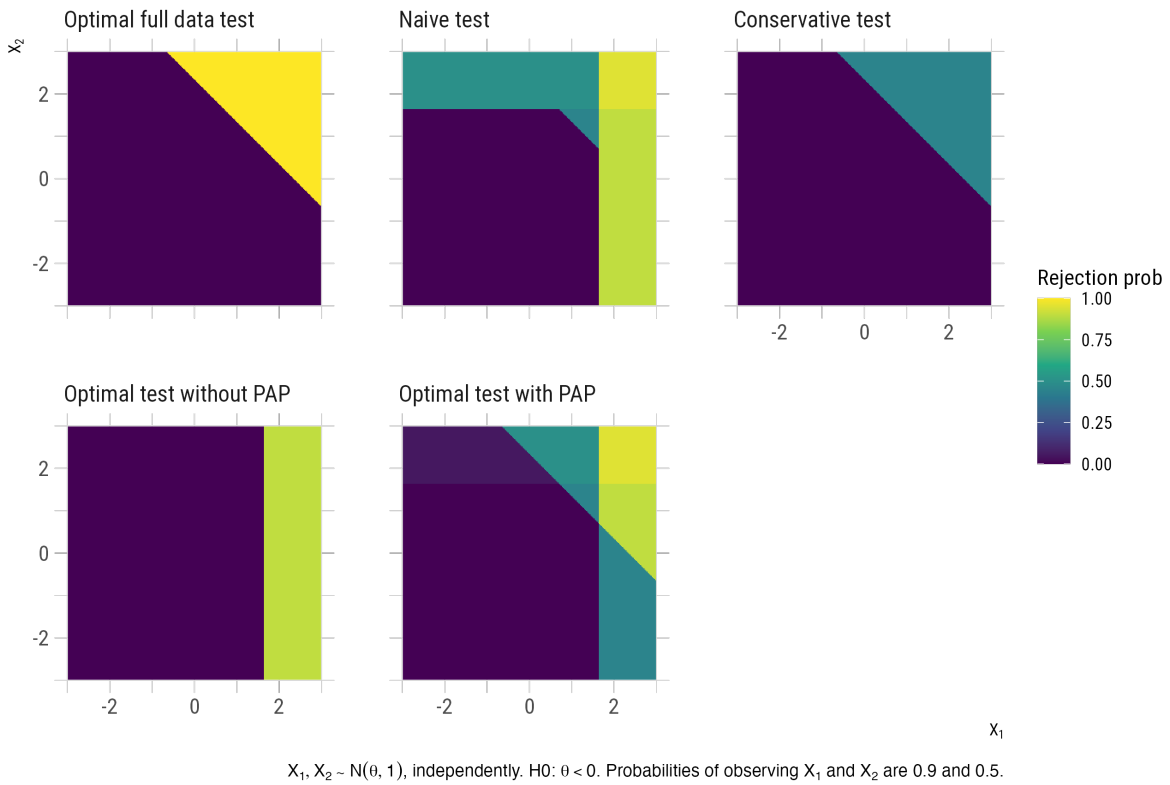 Optimal full data test
Naive test
Conservative test
X₂
2
0
-2
-2 0 2
Rejection prob
1.00
0.75
0.50
0.25
0.00
Optimal test without PAP
Optimal test with PAP
2
0
-2
-2 0 2
-2 0 2
X₁
X₁, X₂ ~ N(θ, 1), independently. H0: θ < 0. Probabilities of observing X₁ and X₂ are 0.9 and 0.5.